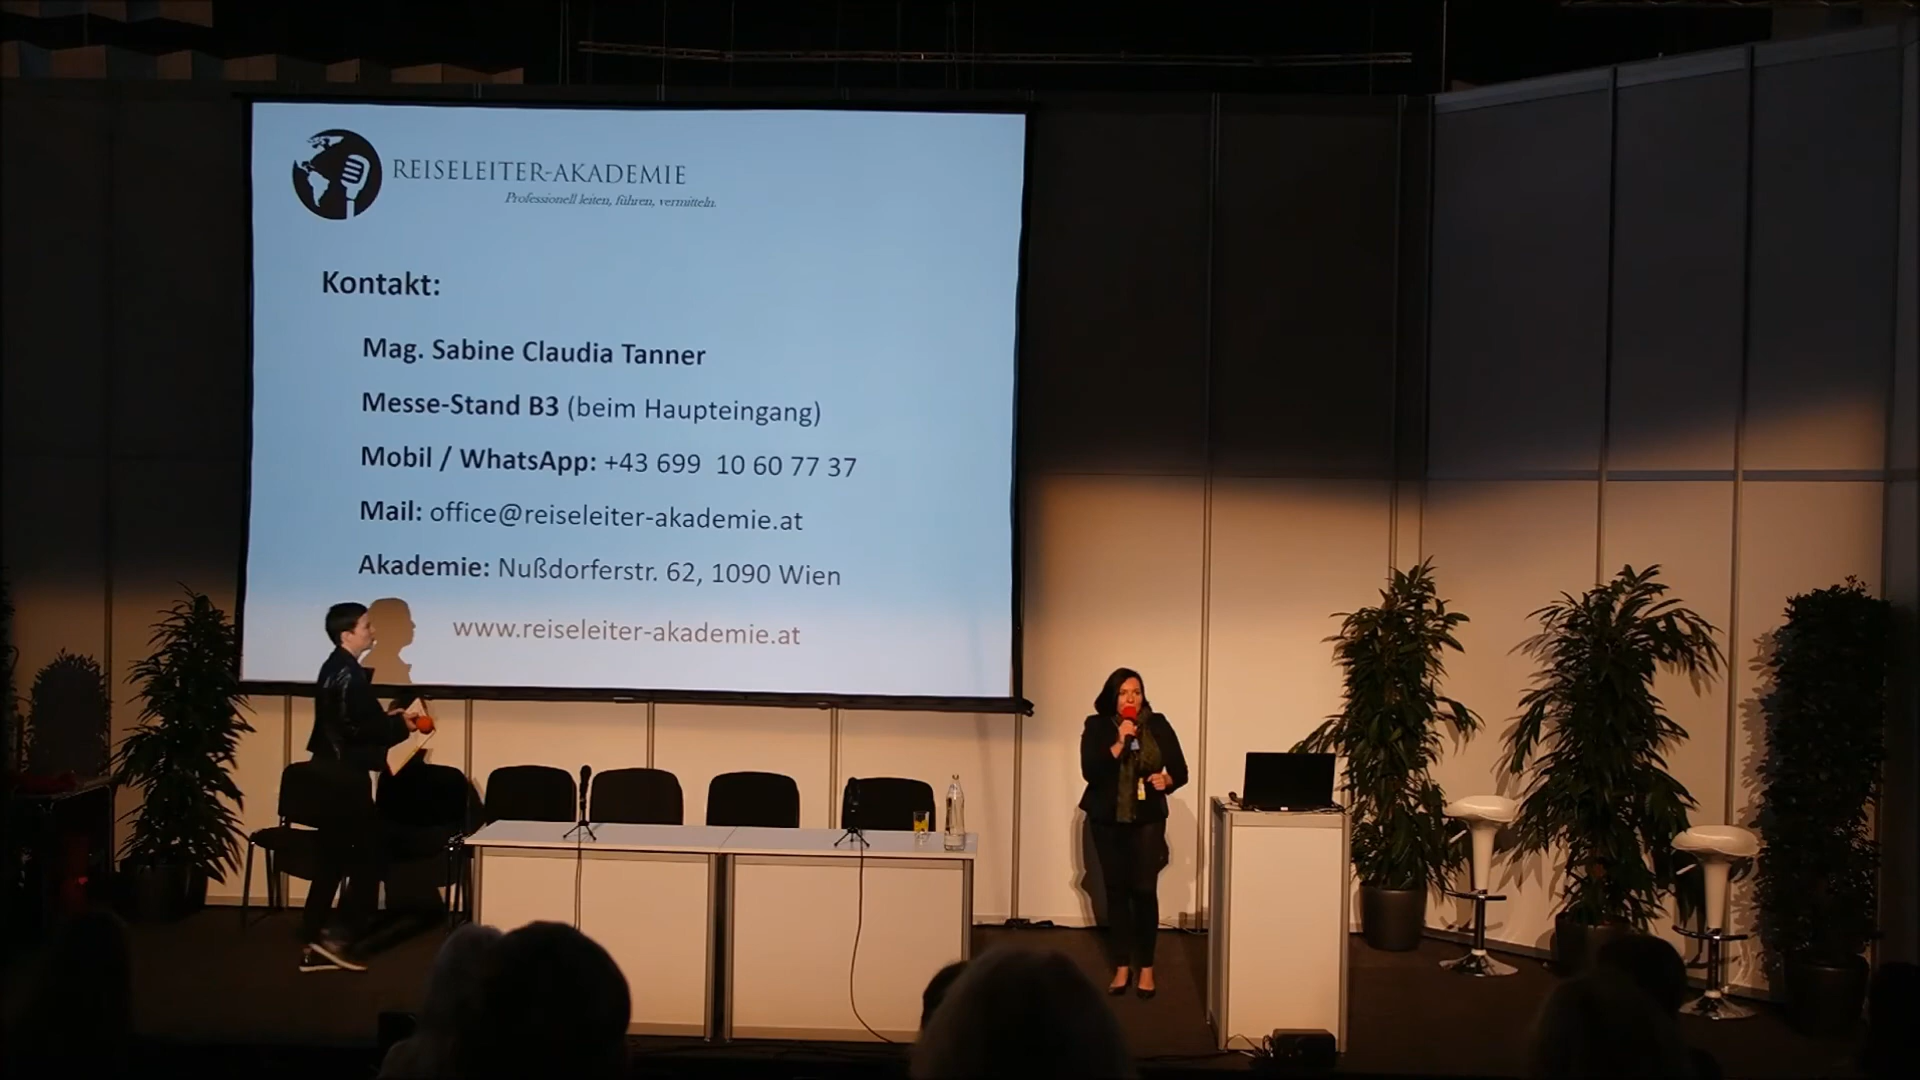 REISELEITER-AKADEMIE
Professionell leiten, führen, vermitteln.
Kontakt:
Mag. Sabine Claudia Tanner
Messe-Stand B3 (beim Haupteingang)
Mobil / WhatsApp: +43 699  10 60 77 37
Mail: office@reiseleiter-akademie.at
Akademie: Nußdorferstr. 62, 1090 Wien
www.reiseleiter-akademie.at